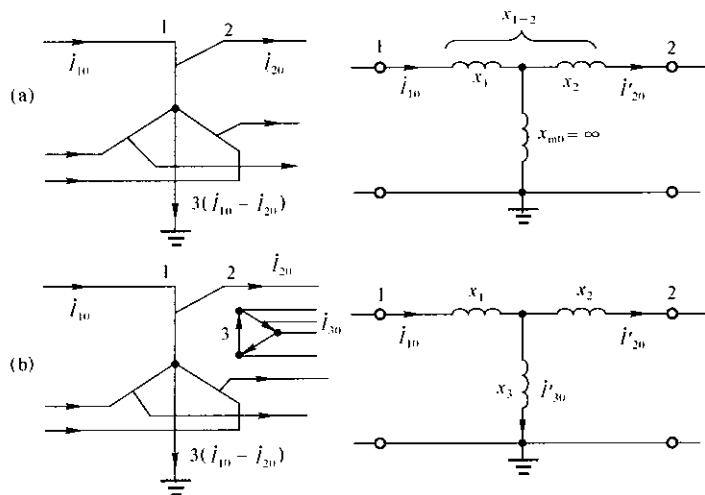 (a)
1
2
İ₁₀
İ₂₀
3(İ₁₀ − İ₂₀)
x₁₋₂
1
2
İ₁₀
x₁
x₂
İ′₂₀
xₘ₀ = ∞
(b)
1
2
İ₁₀
İ₂₀
3
İ₃₀
3(İ₁₀ − İ₂₀)
1
2
İ₁₀
x₁
x₂
İ′₂₀
x₃
İ′₃₀